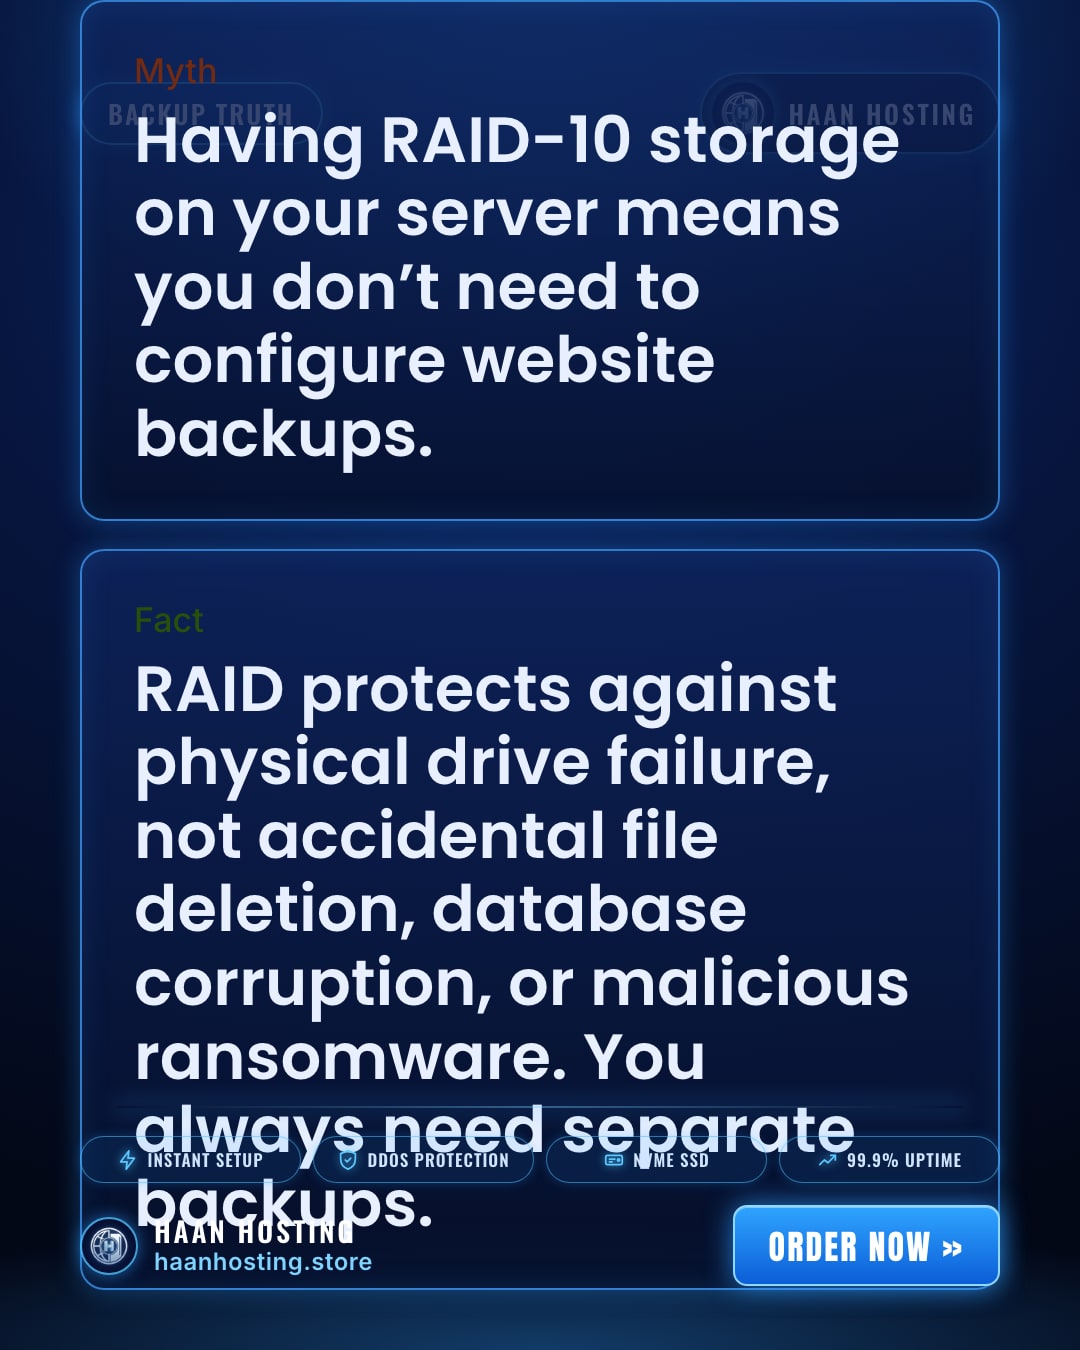 Myth
BACKUP TRUTH
HAAN HOSTING
Having RAID-10 storage
on your server means
you don’t need to
configure website
backups.
Fact
RAID protects against
physical drive failure,
not accidental file
deletion, database
corruption, or malicious
ransomware. You
always need separate
backups.
INSTANT SETUP
DDOS PROTECTION
NVME SSD
99.9% UPTIME
HAAN HOSTING
haanhosting.store
ORDER NOW »